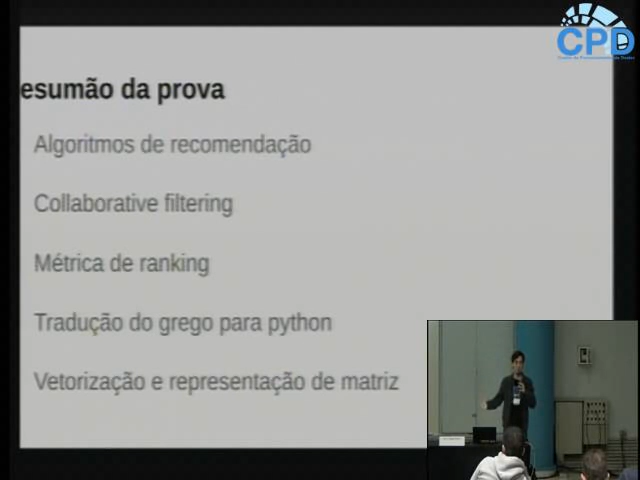 CPD
esumão da prova
Algoritmos de recomendação
Collaborative filtering
Métrica de ranking
Tradução do grego para python
Vetorização e representação de matriz